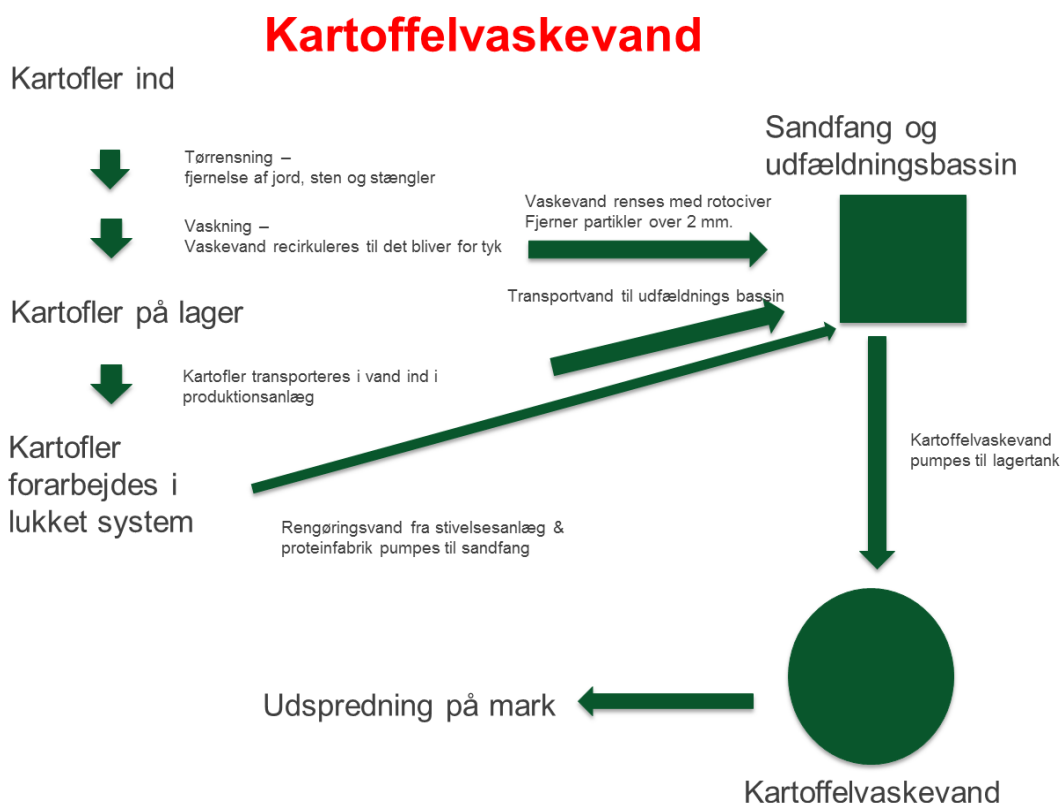 Kartoffelvaskevand
Kartofler ind
Tørrensning –
fjernelse af jord, sten og stængler
Vaskning –
Vaskevand recirkuleres til det bliver for tyk
Vaskevand renses med rotociver
Fjerner partikler over 2 mm.
Sandfang og
udfældningsbassin
Transportvand til udfældnings bassin
Kartofler på lager
Kartofler transporteres i vand ind i
produktionsanlæg
Kartofler
forarbejdes i
lukket system
Rengøringsvand fra stivelsesanlæg &
proteinfabrik pumpes til sandfang
Kartoffelvaskevand
pumpes til lagertank
Udspredning på mark
Kartoffelvaskevand